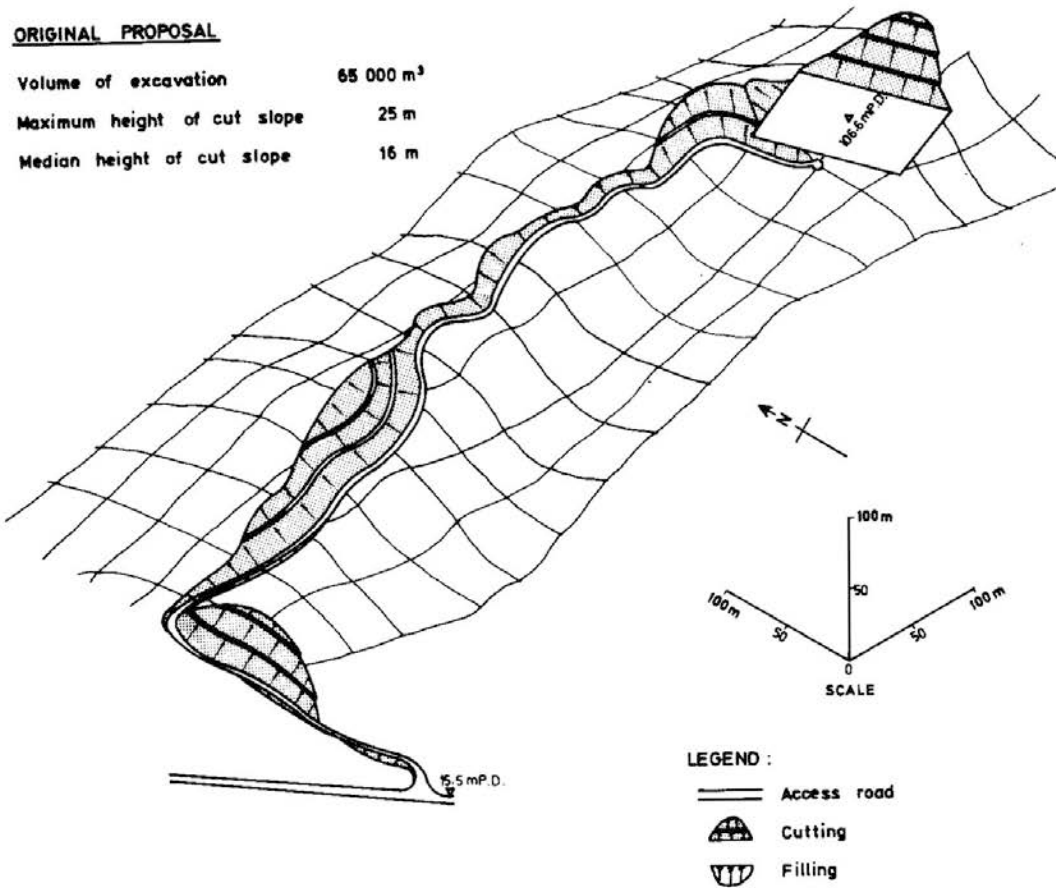 ORIGINAL PROPOSAL
Volume of excavation 65 000 m³
Maximum height of cut slope 25 m
Median height of cut slope 16 m
106.6 mP.D.
N
100m
50
100m
50
0
50
100m
SCALE
15.5 mP.D.
LEGEND :
Access road
Cutting
Filling